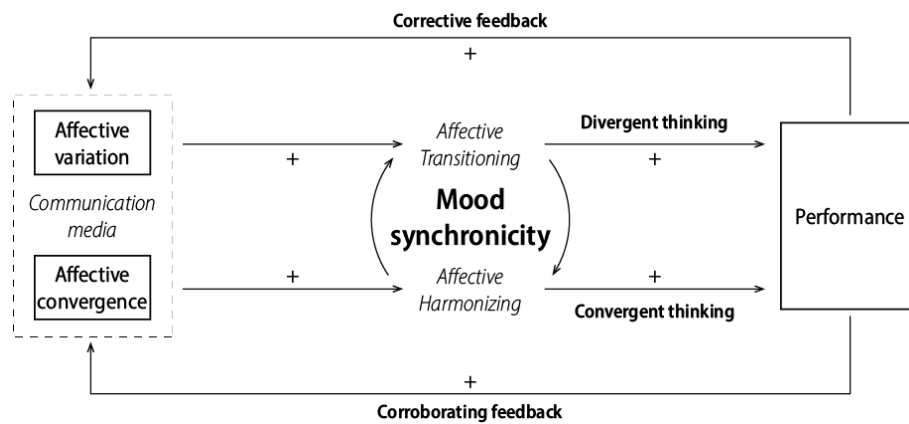 Corrective feedback
+
Affective
variation
+
Affective
Transitioning
Divergent thinking
+
Communication
media
Mood
synchronicity
Performance
Affective
convergence
+
Affective
Harmonizing
+
Convergent thinking
+
Corroborating feedback